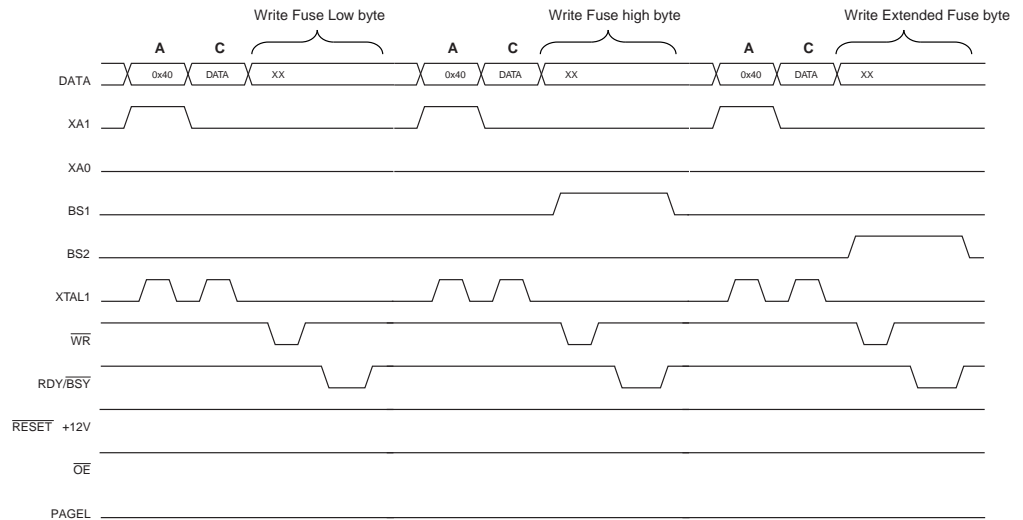 Write Fuse Low byte Write Fuse high byte Write Extended Fuse byte
A C A C A C
DATA 0x40 DATA XX 0x40 DATA XX 0x40 DATA XX
XA1
XA0
BS1
BS2
XTAL1
WR
RDY/BSY
RESET +12V
OE
PAGEL